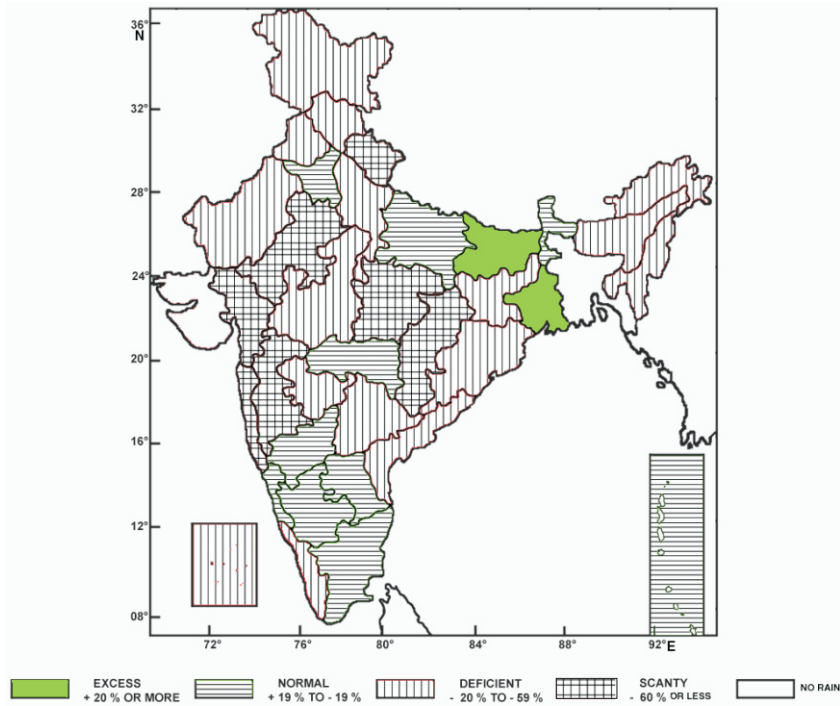 36°
N
32°
28°
24°
20°
16°
12°
08°
72° 76° 80° 84° 88° 92°E
EXCESS
+ 20 % OR MORE
NORMAL
+ 19 % TO - 19 %
DEFICIENT
- 20 % TO - 59 %
SCANTY
- 60 % OR LESS
NO RAIN